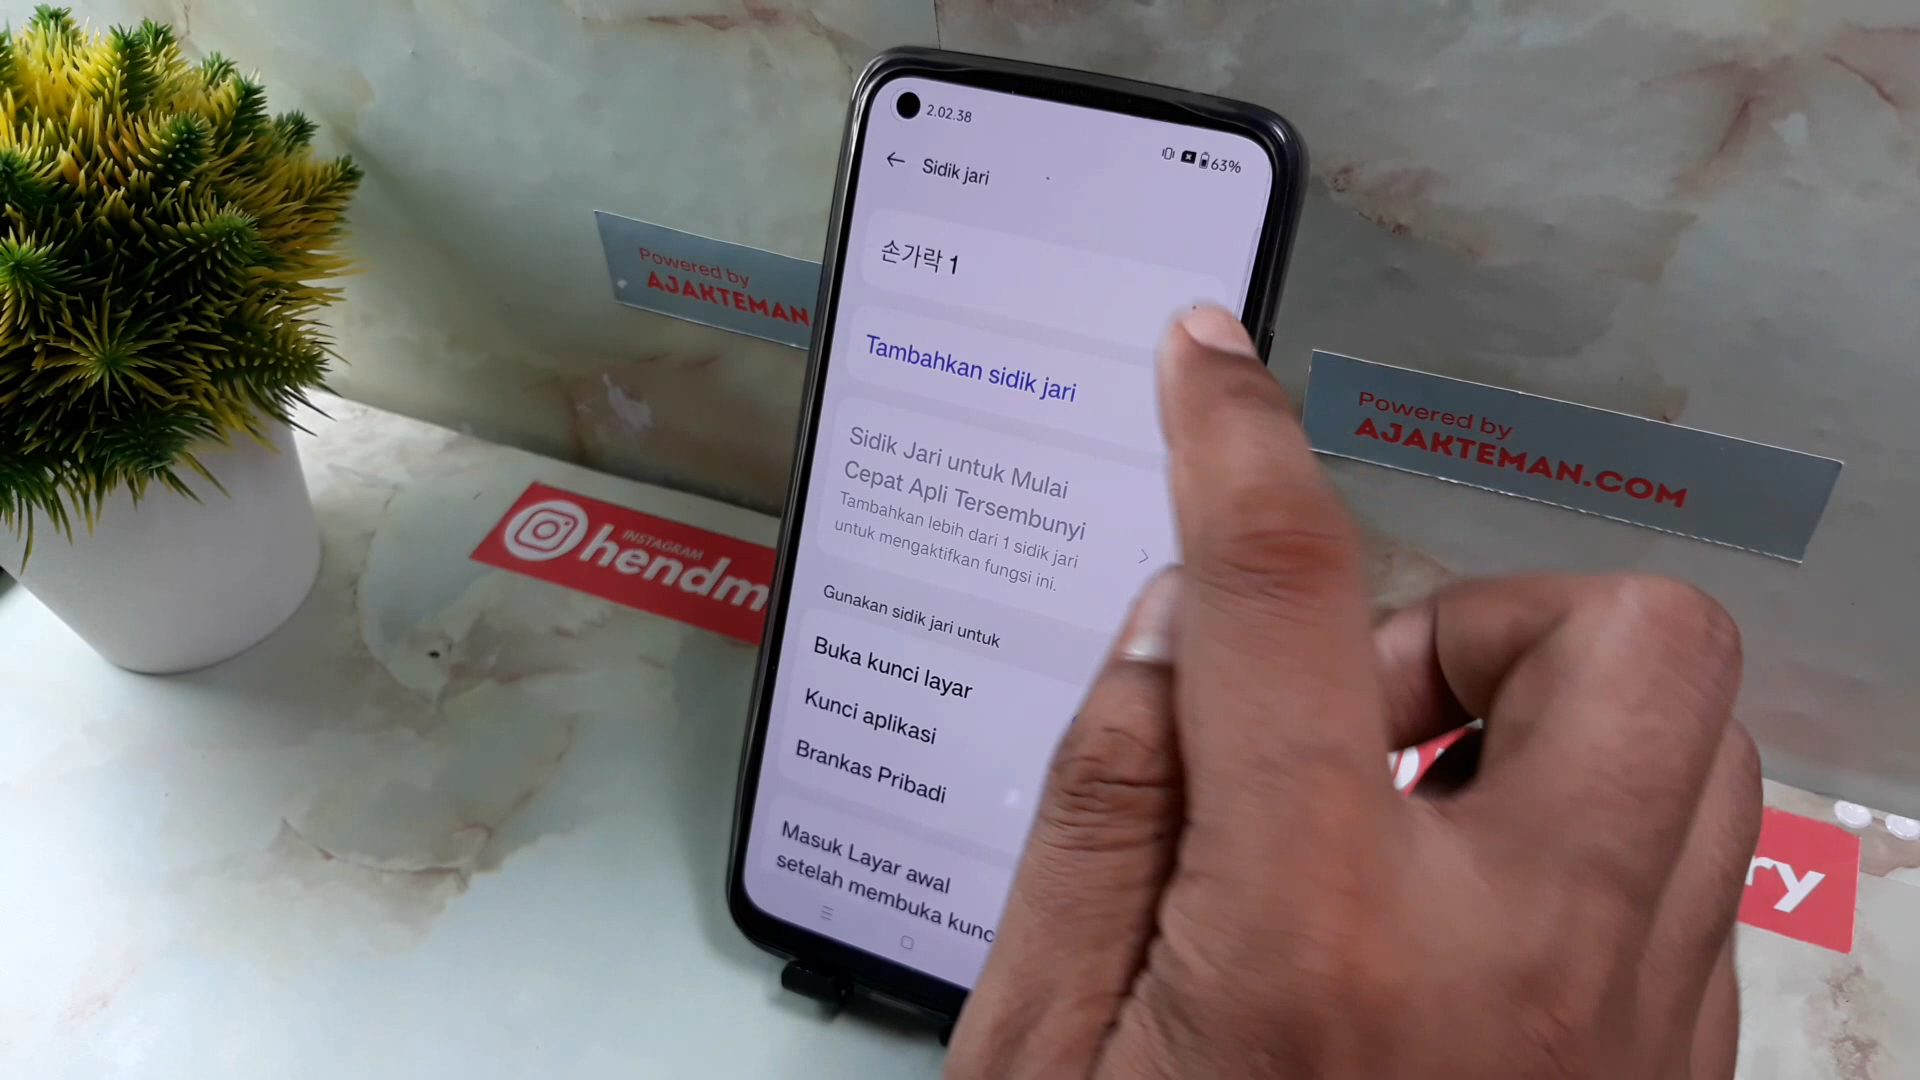 2.02.38
63%
Sidik jari
손가락 1
Tambahkan sidik jari
Sidik Jari untuk Mulai
Cepat Apli Tersembunyi
Tambahkan lebih dari 1 sidik jari
untuk mengaktifkan fungsi ini.
Gunakan sidik jari untuk
Buka kunci layar
Kunci aplikasi
Brankas Pribadi
Masuk Layar awal
setelah membuka kunc
Powered by
AJAKTEMAN
Powered by
AJAKTEMAN.COM
INSTAGRAM
hendm
ry